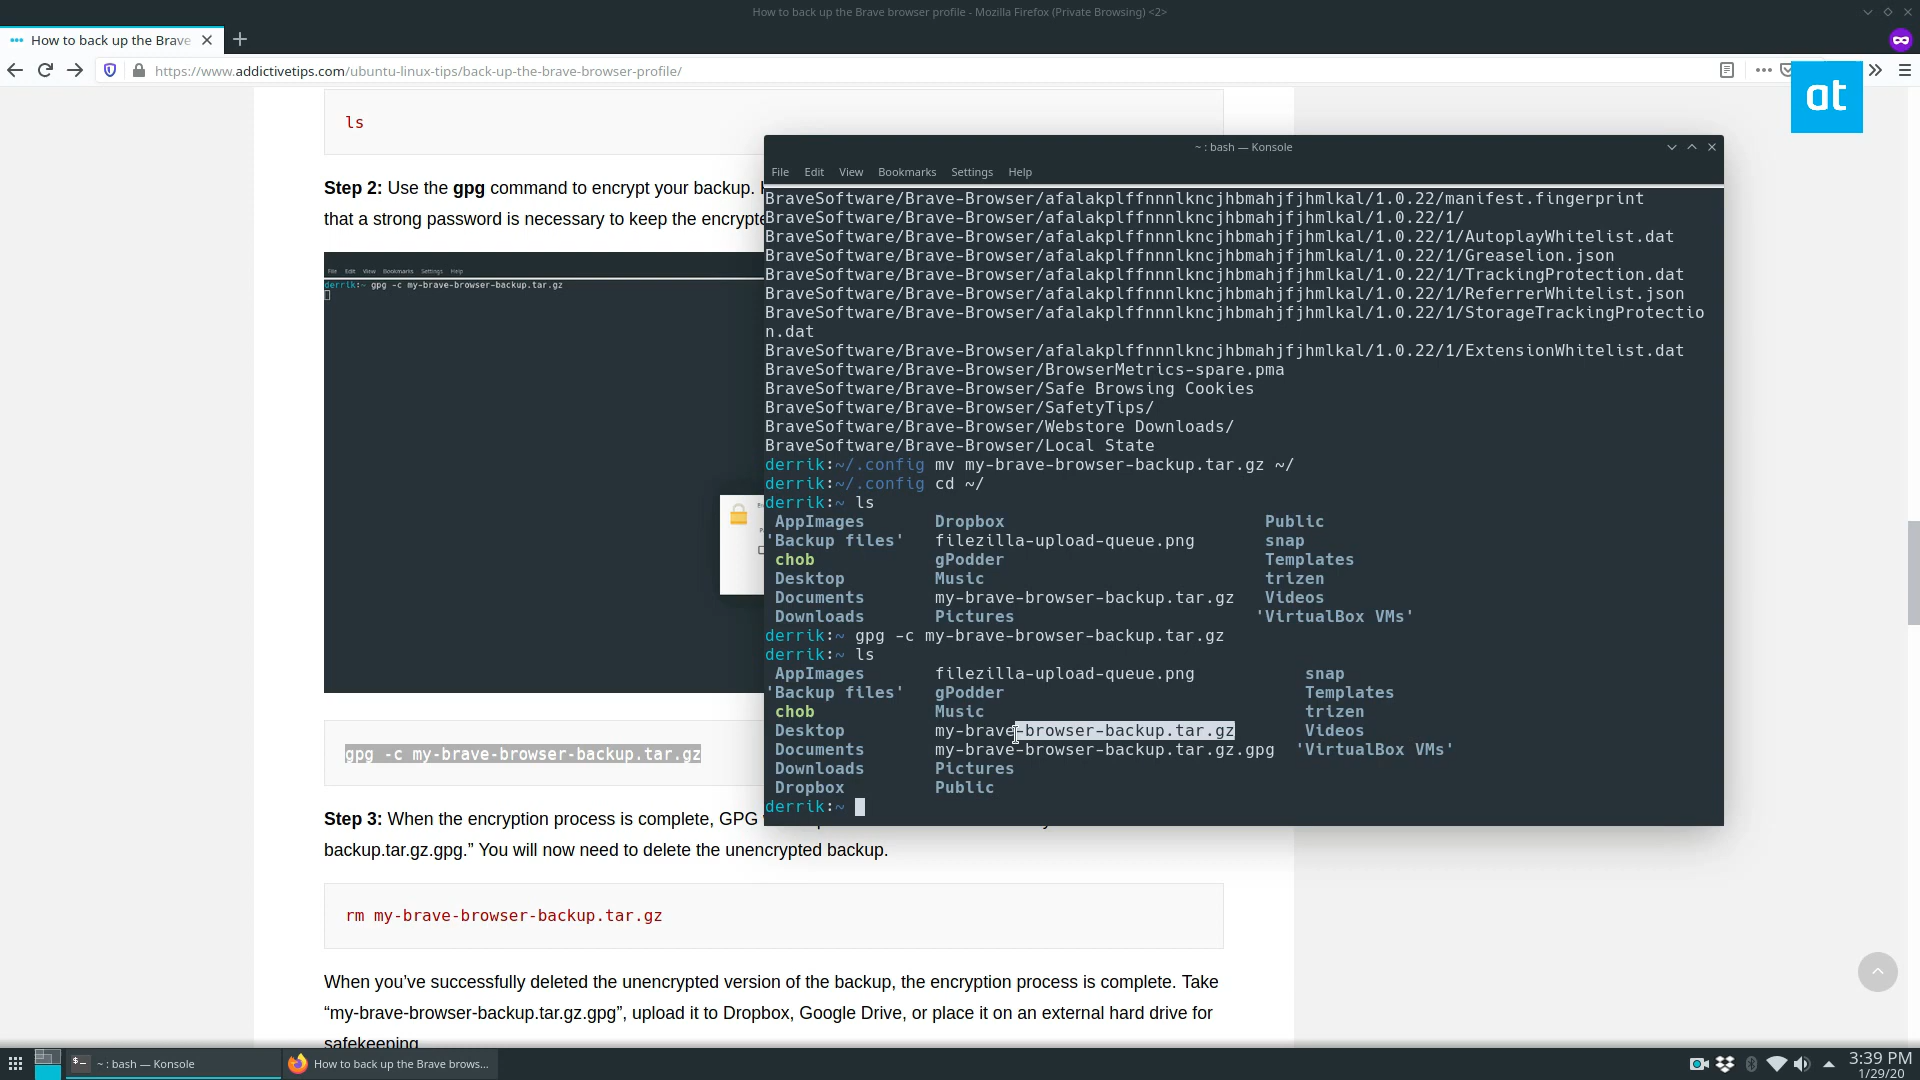 How to back up the Brave browser profile - Mozilla Firefox (Private Browsing) <2>
How to back up the Brave
https://www.addictivetips.com/ubuntu-linux-tips/back-up-the-brave-browser-profile/
at
ls
Step 2: Use the gpg command to encrypt your backup.
that a strong password is necessary to keep the encrypte
File Edit View Bookmarks Settings Help
derrik:~ gpg -c my-brave-browser-backup.tar.gz
gpg -c my-brave-browser-backup.tar.gz
Step 3: When the encryption process is complete, GPG
backup.tar.gz.gpg.” You will now need to delete the unencrypted backup.
rm my-brave-browser-backup.tar.gz
When you’ve successfully deleted the unencrypted version of the backup, the encryption process is complete. Take
“my-brave-browser-backup.tar.gz.gpg”, upload it to Dropbox, Google Drive, or place it on an external hard drive for
safekeeping
~ : bash — Konsole
File Edit View Bookmarks Settings Help
BraveSoftware/Brave-Browser/afalakplffnnnlkncjhbmahjfjhmlkal/1.0.22/manifest.fingerprint
BraveSoftware/Brave-Browser/afalakplffnnnlkncjhbmahjfjhmlkal/1.0.22/1/
BraveSoftware/Brave-Browser/afalakplffnnnlkncjhbmahjfjhmlkal/1.0.22/1/AutoplayWhitelist.dat
BraveSoftware/Brave-Browser/afalakplffnnnlkncjhbmahjfjhmlkal/1.0.22/1/Greaselion.json
BraveSoftware/Brave-Browser/afalakplffnnnlkncjhbmahjfjhmlkal/1.0.22/1/TrackingProtection.dat
BraveSoftware/Brave-Browser/afalakplffnnnlkncjhbmahjfjhmlkal/1.0.22/1/ReferrerWhitelist.json
BraveSoftware/Brave-Browser/afalakplffnnnlkncjhbmahjfjhmlkal/1.0.22/1/StorageTrackingProtectio
n.dat
BraveSoftware/Brave-Browser/afalakplffnnnlkncjhbmahjfjhmlkal/1.0.22/1/ExtensionWhitelist.dat
BraveSoftware/Brave-Browser/BrowserMetrics-spare.pma
BraveSoftware/Brave-Browser/Safe Browsing Cookies
BraveSoftware/Brave-Browser/SafetyTips/
BraveSoftware/Brave-Browser/Webstore Downloads/
BraveSoftware/Brave-Browser/Local State
derrik:~/.config mv my-brave-browser-backup.tar.gz ~/
derrik:~/.config cd ~/
derrik:~ ls
AppImages Dropbox Public
'Backup files' filezilla-upload-queue.png snap
chob gPodder Templates
Desktop Music trizen
Documents my-brave-browser-backup.tar.gz Videos
Downloads Pictures 'VirtualBox VMs'
derrik:~ gpg -c my-brave-browser-backup.tar.gz
derrik:~ ls
AppImages filezilla-upload-queue.png snap
'Backup files' gPodder Templates
chob Music trizen
Desktop my-brave-browser-backup.tar.gz Videos
Documents my-brave-browser-backup.tar.gz.gpg 'VirtualBox VMs'
Downloads Pictures
Dropbox Public
derrik:~
~ : bash — Konsole
How to back up the Brave brows...
3:39 PM
1/29/20